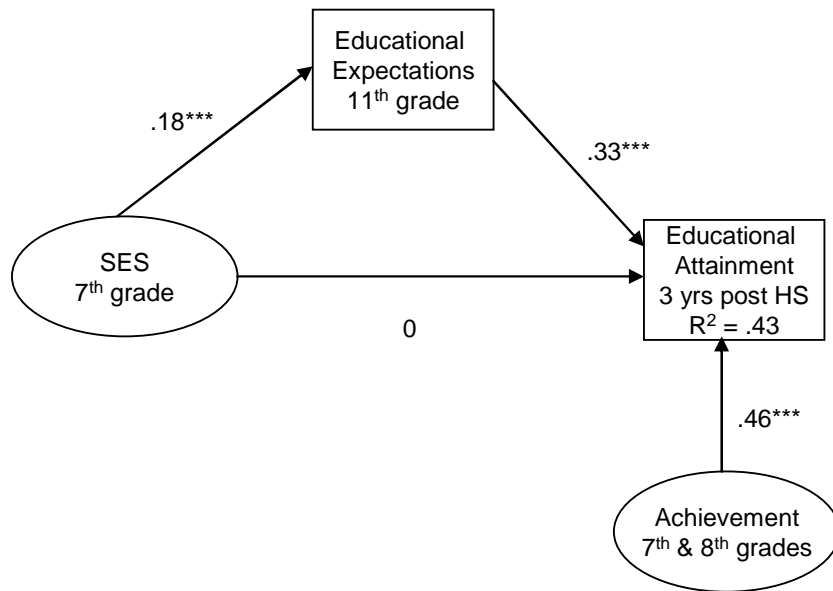 Educational
Expectations
11th grade
.18***
.33***
SES
7th grade
Educational
Attainment
3 yrs post HS
R² = .43
0
.46***
Achievement
7th & 8th grades